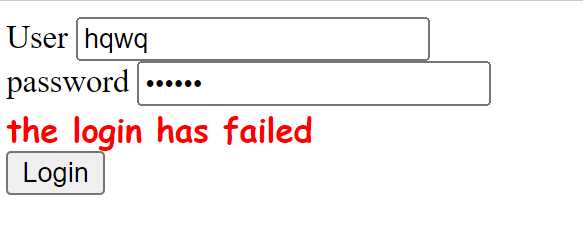 User hqwq
password ••••••
the login has failed
Login